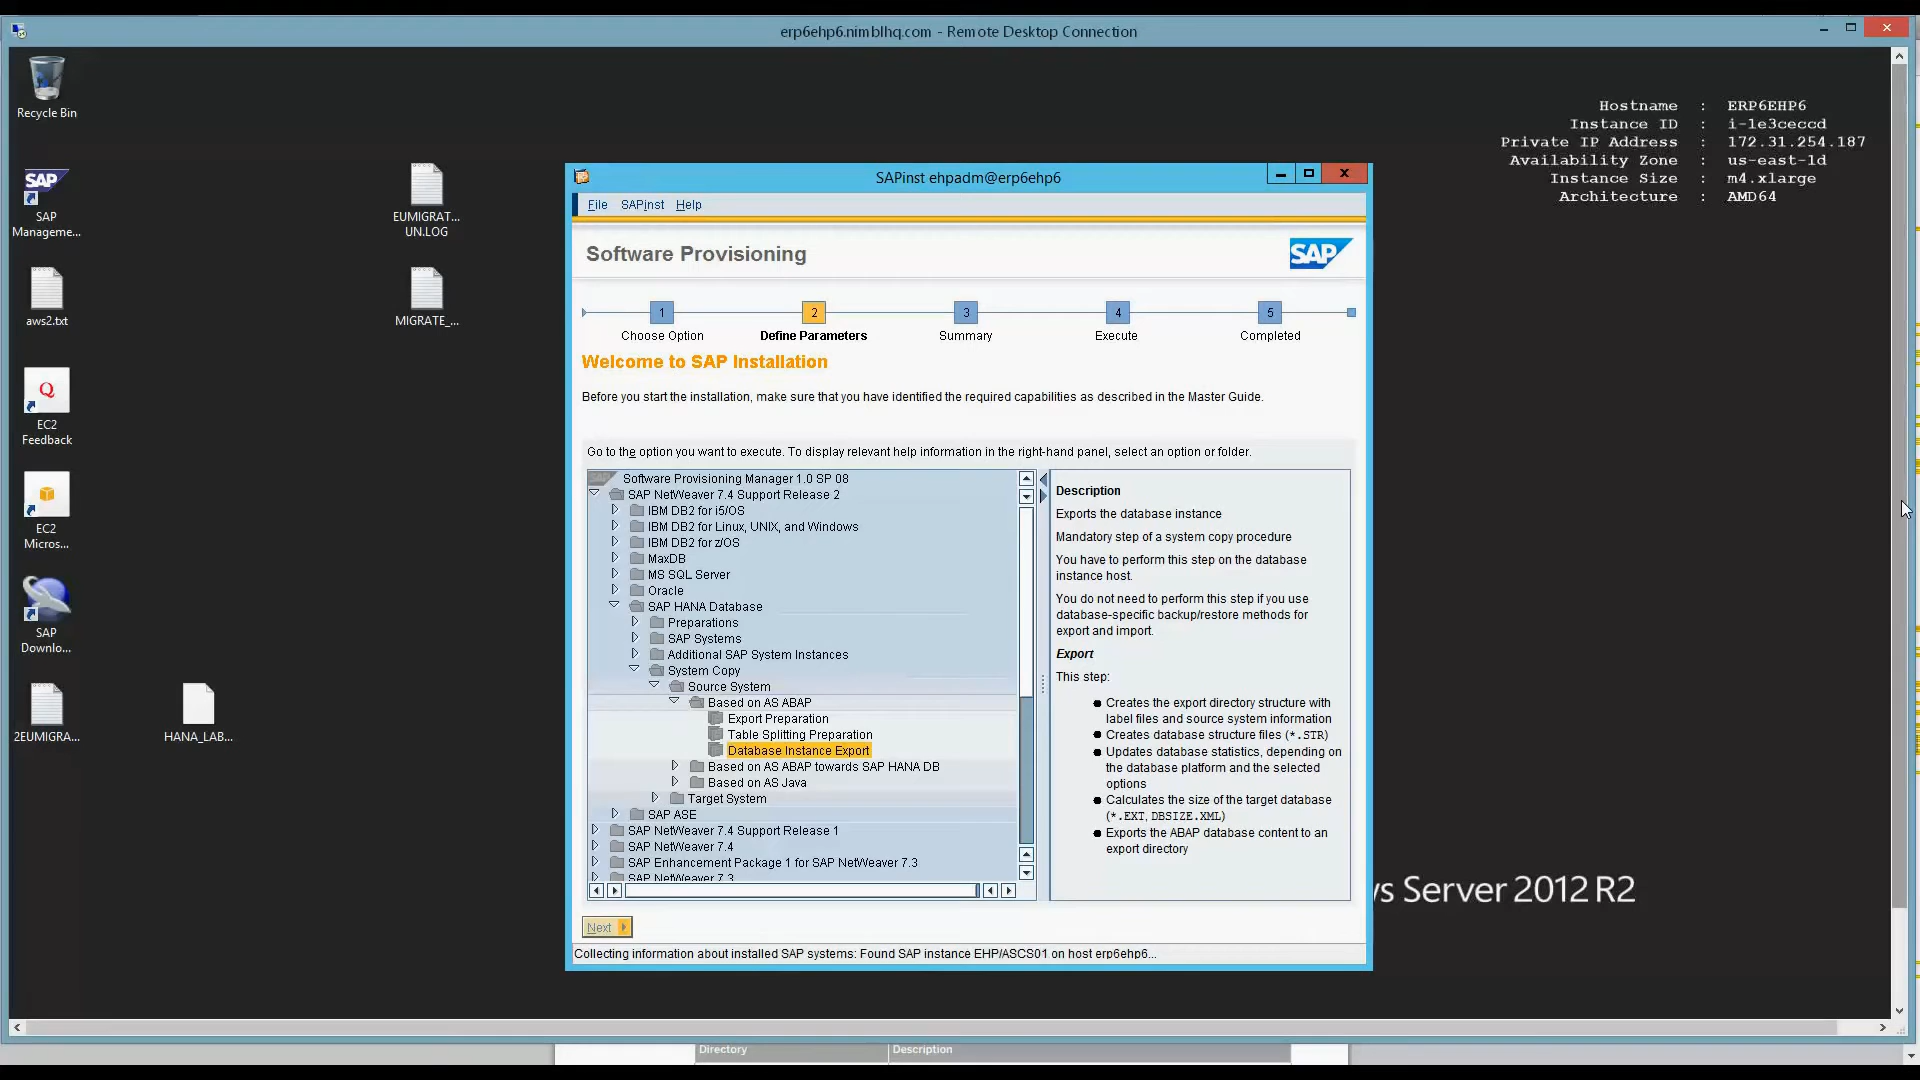 erp6ehp6.nimblhq.com - Remote Desktop Connection
Recycle Bin
SAP
SAP
Manageme...
aws2.txt
Q
EC2
Feedback
EC2
Micros...
SAP
Downlo...
2EUMIGRA...
HANA_LAB...
EUMIGRAT...
UN.LOG
MIGRATE_...
Hostname : ERP6EHP6
Instance ID : i-1e3ceccd
Private IP Address : 172.31.254.187
Availability Zone : us-east-1d
Instance Size : m4.xlarge
Architecture : AMD64
SAPinst ehpadm@erp6ehp6
File SAPinst Help
Software Provisioning
SAP
1 2 3 4 5
Choose Option Define Parameters Summary Execute Completed
Welcome to SAP Installation
Before you start the installation, make sure that you have identified the required capabilities as described in the Master Guide.
Go to the option you want to execute. To display relevant help information in the right-hand panel, select an option or folder.
Software Provisioning Manager 1.0 SP 08
SAP NetWeaver 7.4 Support Release 2
IBM DB2 for i5/OS
IBM DB2 for Linux, UNIX, and Windows
IBM DB2 for z/OS
MaxDB
MS SQL Server
Oracle
SAP HANA Database
Preparations
SAP Systems
Additional SAP System Instances
System Copy
Source System
Based on AS ABAP
Export Preparation
Table Splitting Preparation
Database Instance Export
Based on AS ABAP towards SAP HANA DB
Based on AS Java
Target System
SAP ASE
SAP NetWeaver 7.4 Support Release 1
SAP NetWeaver 7.4
SAP Enhancement Package 1 for SAP NetWeaver 7.3
SAP NetWeaver 7.3
Description
Exports the database instance
Mandatory step of a system copy procedure
You have to perform this step on the database
instance host.
You do not need to perform this step if you use
database-specific backup/restore methods for
export and import.
Export
This step:
Creates the export directory structure with
label files and source system information
Creates database structure files (*.STR)
Updates database statistics, depending on
the database platform and the selected
options
Calculates the size of the target database
(*.EXT, DBSIZE.XML)
Exports the ABAP database content to an
export directory
Next
Collecting information about installed SAP systems: Found SAP instance EHP/ASCS01 on host erp6ehp6...
s Server 2012 R2
Directory Description